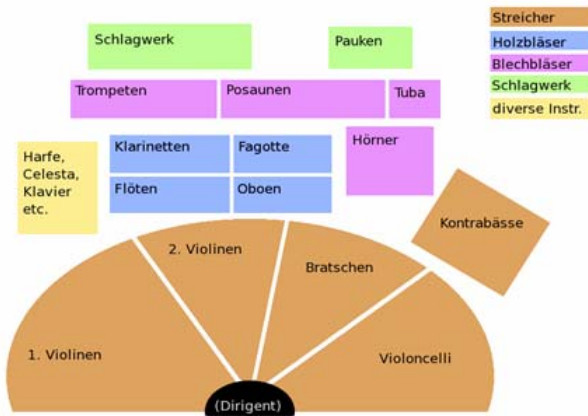 Streicher
Holzbläser
Blechbläser
Schlagwerk
diverse Instr.
Schlagwerk
Pauken
Trompeten
Posaunen
Tuba
Klarinetten
Fagotte
Hörner
Flöten
Oboen
Harfe,
Celesta,
Klavier
etc.
Kontrabässe
2. Violinen
Bratschen
1. Violinen
Violoncelli
(Dirigent)